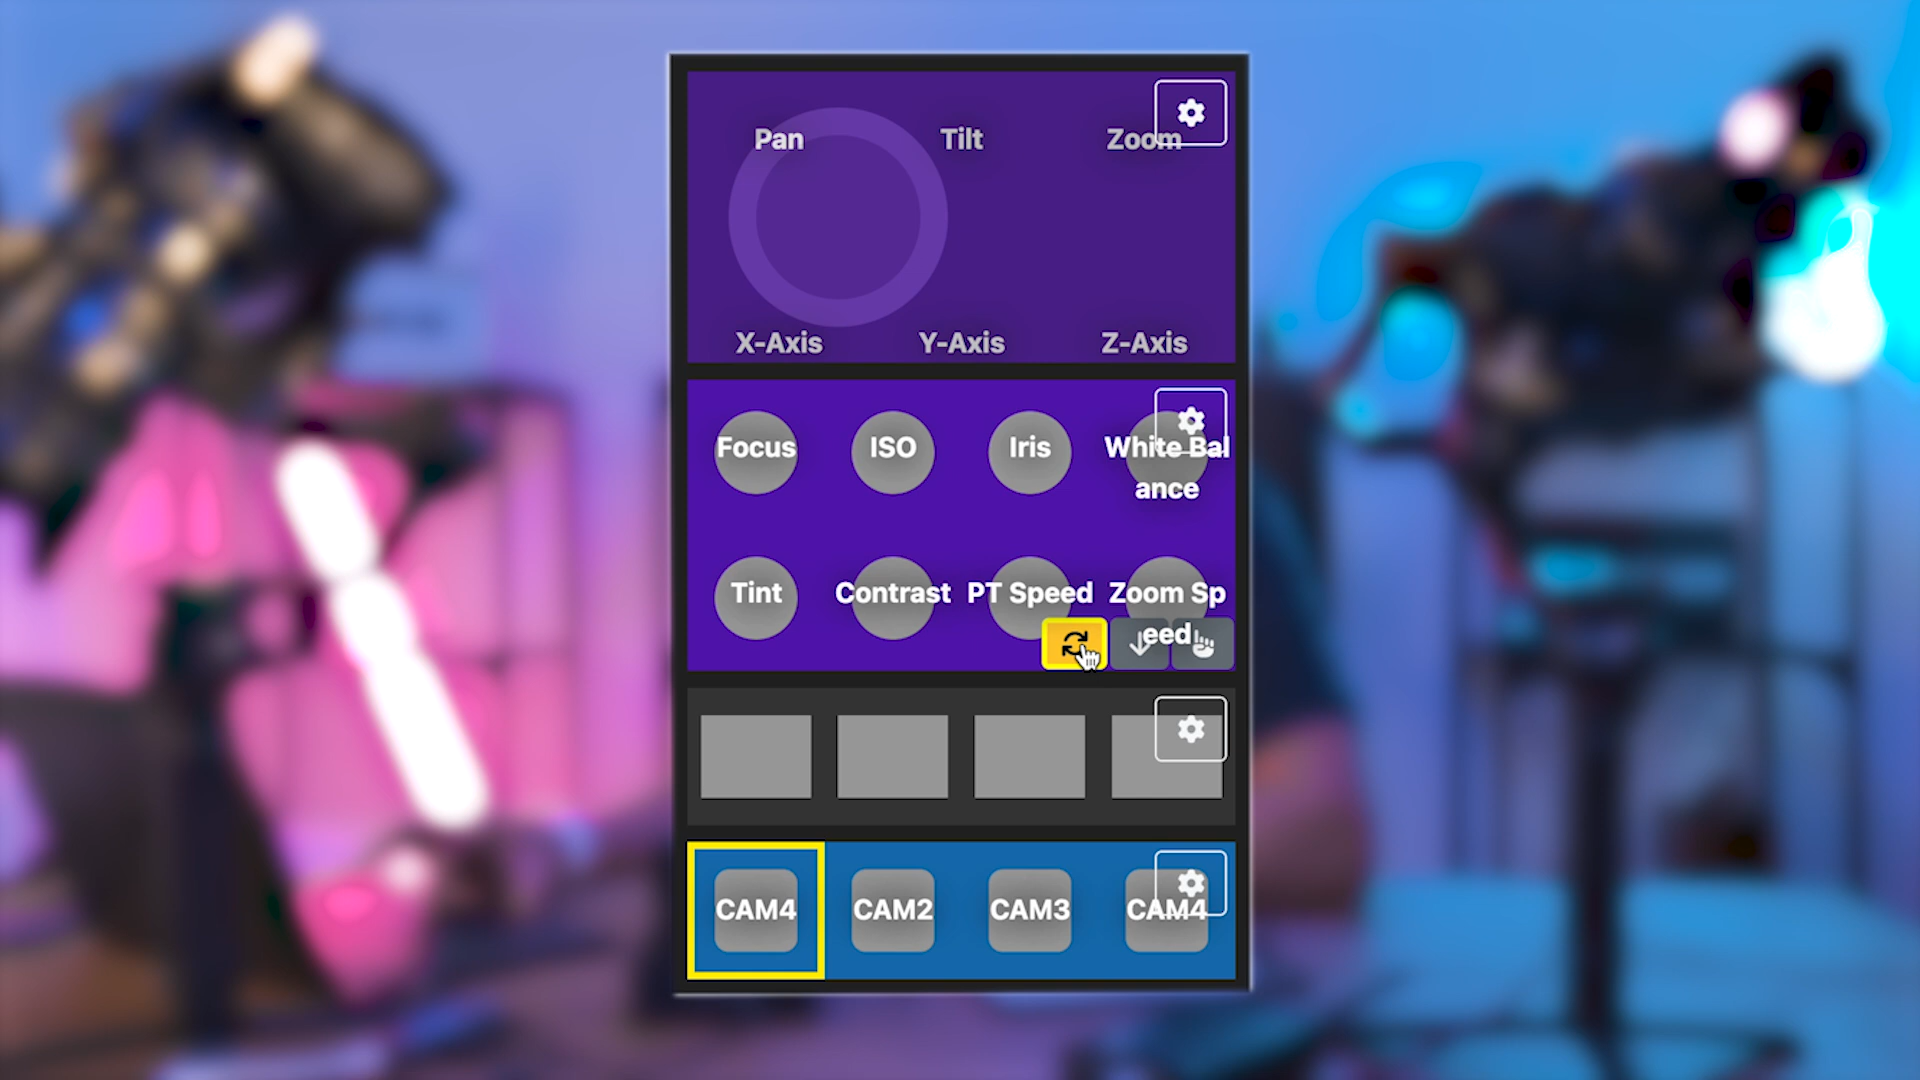 Pan Tilt Zoom
X-Axis Y-Axis Z-Axis
Focus ISO Iris White Bal
ance
Tint Contrast PT Speed Zoom Sp
eed
CAM4 CAM2 CAM3 CAM4